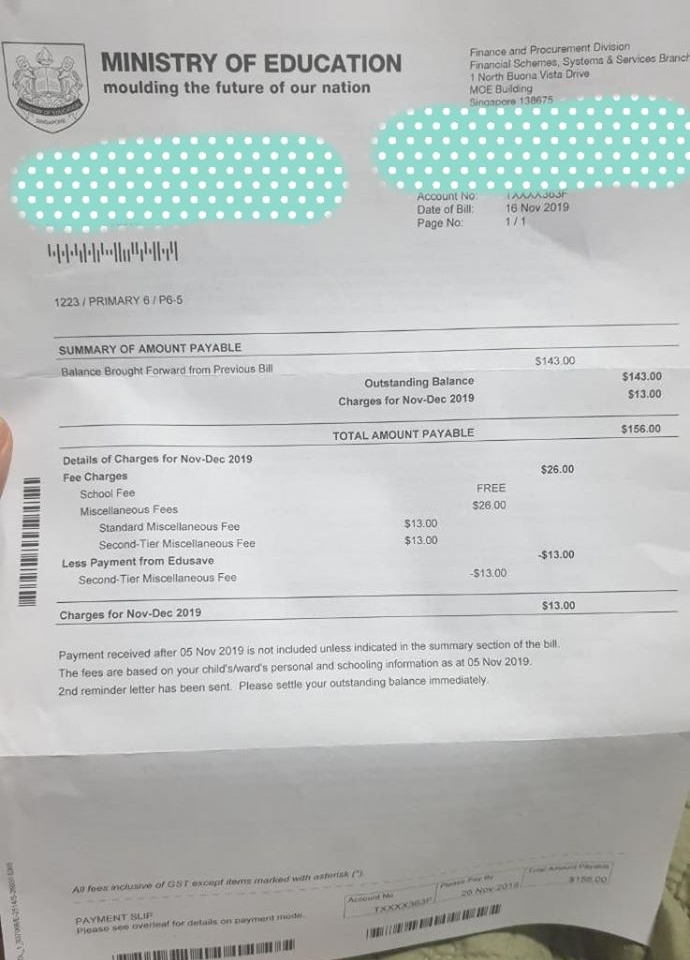 MINISTRY OF EDUCATION
moulding the future of our nation
Finance and Procurement Division
Financial Schemes, Systems & Services Branch
1 North Buona Vista Drive
MOE Building
Singapore 138675
Account No: TXXXX363F
Date of Bill: 16 Nov 2019
Page No: 1 / 1
1223 / PRIMARY 6 / P6-5
SUMMARY OF AMOUNT PAYABLE
Balance Brought Forward from Previous Bill $143.00
Outstanding Balance $143.00
Charges for Nov-Dec 2019 $13.00
TOTAL AMOUNT PAYABLE $156.00
Details of Charges for Nov-Dec 2019
Fee Charges $26.00
School Fee FREE
Miscellaneous Fees $26.00
Standard Miscellaneous Fee $13.00
Second-Tier Miscellaneous Fee $13.00
Less Payment from Edusave -$13.00
Second-Tier Miscellaneous Fee -$13.00
Charges for Nov-Dec 2019 $13.00
Payment received after 05 Nov 2019 is not included unless indicated in the summary section of the bill.
The fees are based on your child's/ward's personal and schooling information as at 05 Nov 2019.
2nd reminder letter has been sent. Please settle your outstanding balance immediately.
All fees inclusive of GST except items marked with asterisk (*).
PAYMENT SLIP
Please see overleaf for details on payment mode.
Account No Please Pay By Total Amount Payable
TXXXX363F Nov 2019 $156.00